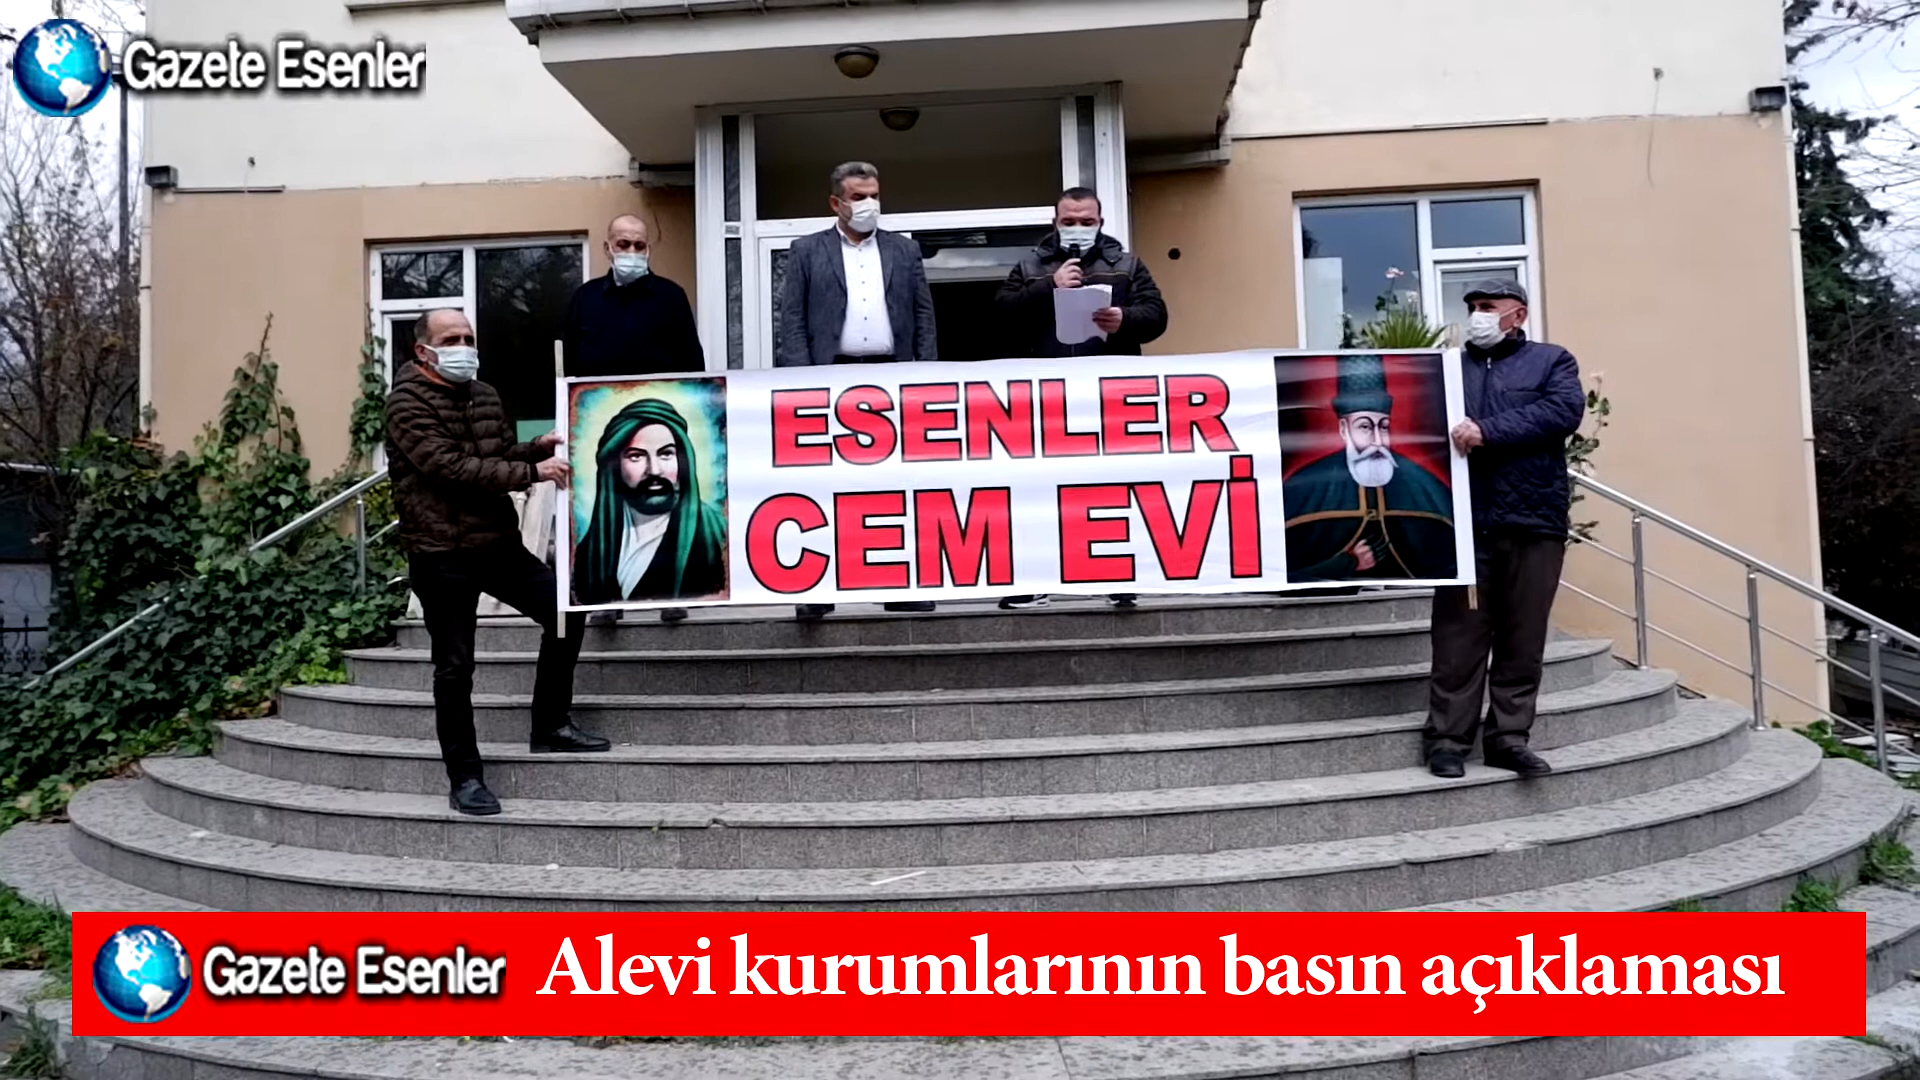 Gazete Esenler
ESENLER
CEM EVİ
Gazete Esenler Alevi kurumlarının basın açıklaması